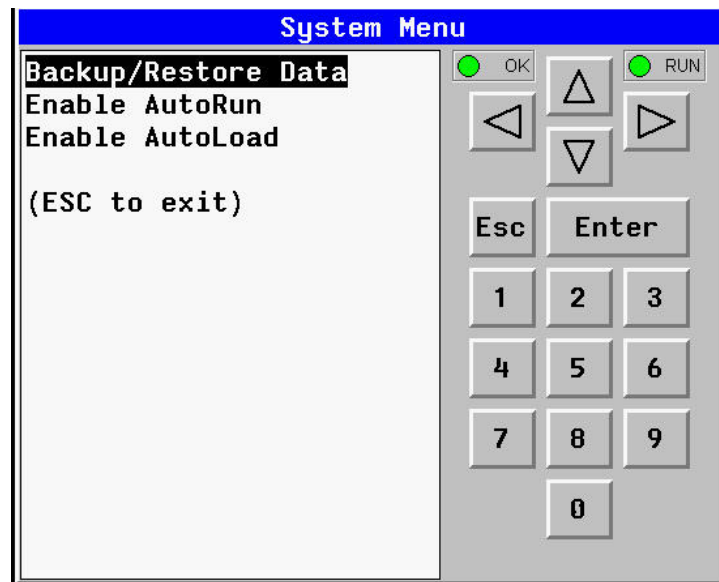 System Menu
Backup/Restore Data
Enable AutoRun
Enable AutoLoad
(ESC to exit)
OK
RUN
Esc
Enter
1
2
3
4
5
6
7
8
9
0